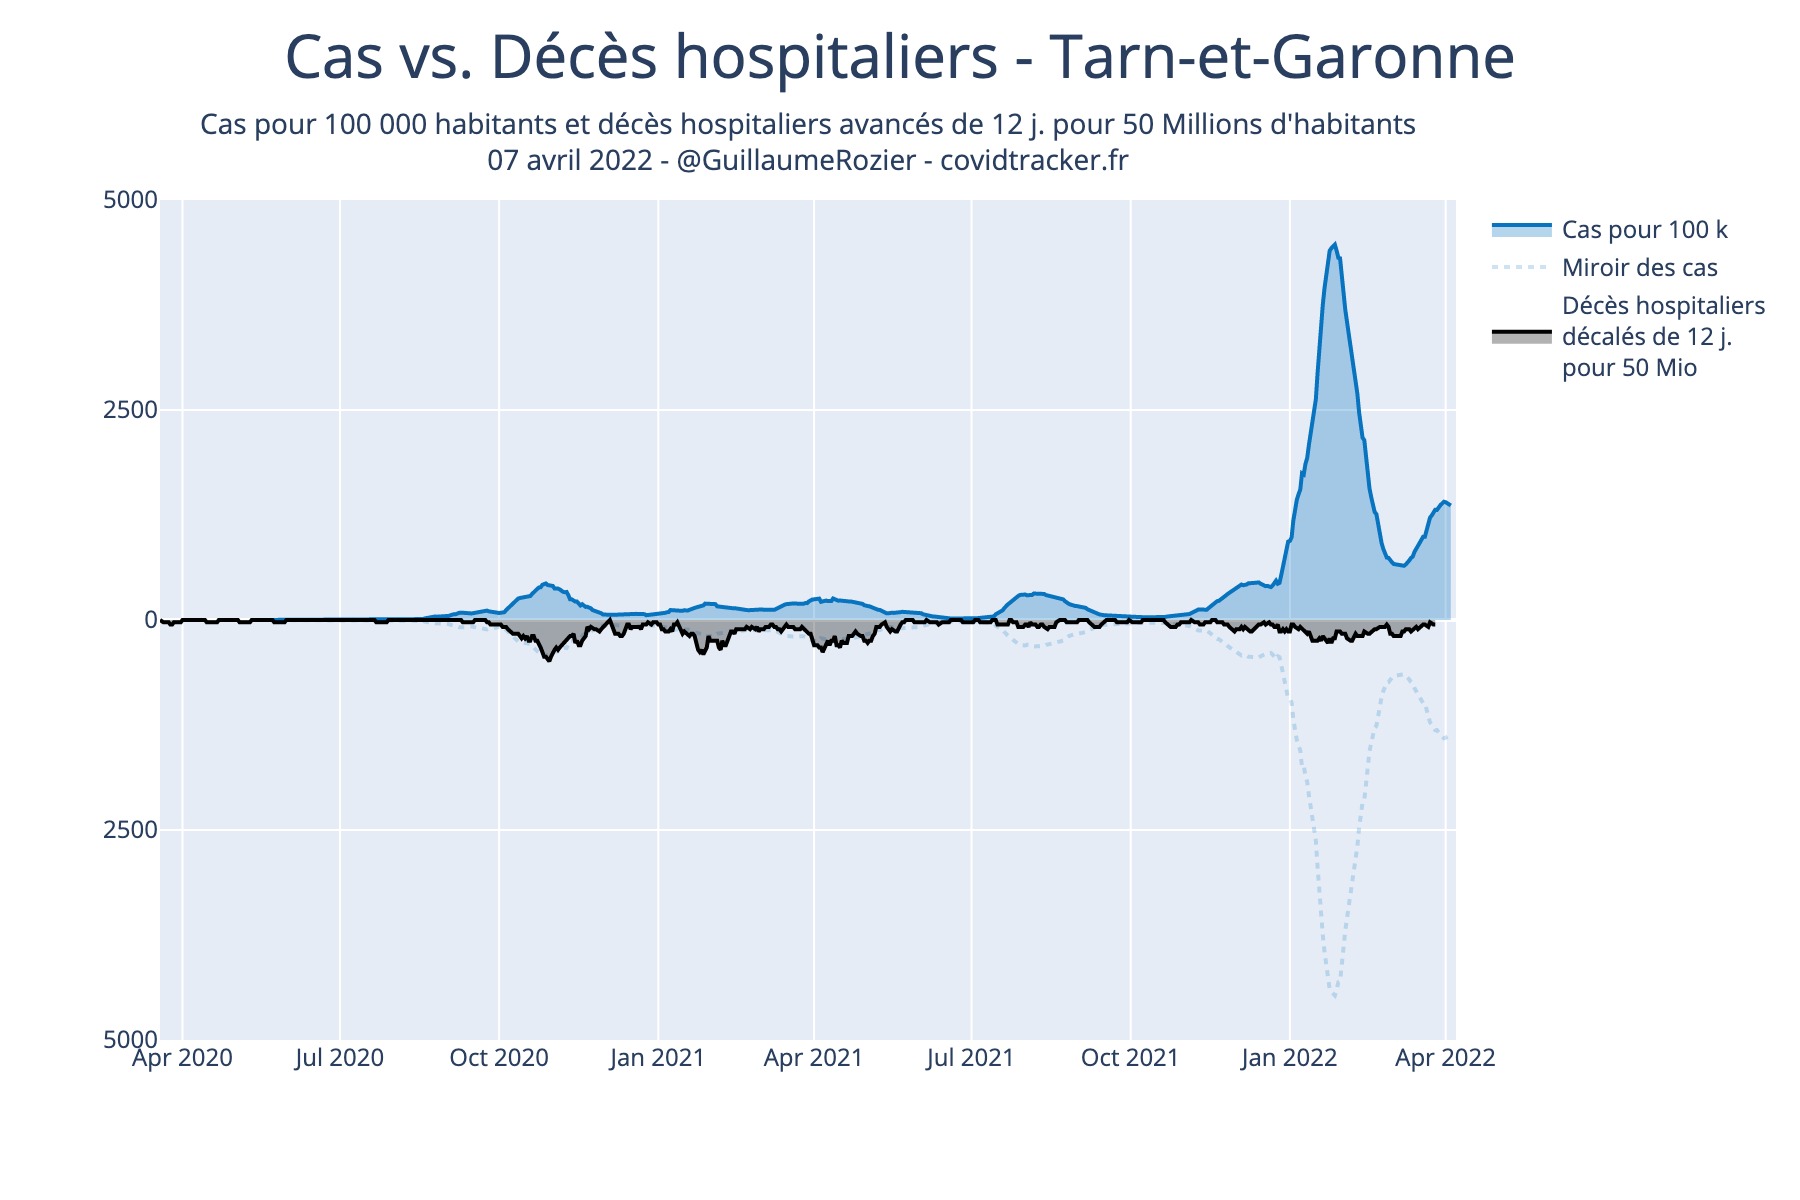 Cas vs. Décès hospitaliers - Tarn-et-Garonne
Cas pour 100 000 habitants et décès hospitaliers avancés de 12 j. pour 50 Millions d'habitants
07 avril 2022 - @GuillaumeRozier - covidtracker.fr
5000
2500
0
2500
5000
Apr 2020
Jul 2020
Oct 2020
Jan 2021
Apr 2021
Jul 2021
Oct 2021
Jan 2022
Apr 2022
Cas pour 100 k
Miroir des cas
Décès hospitaliers
décalés de 12 j.
pour 50 Mio